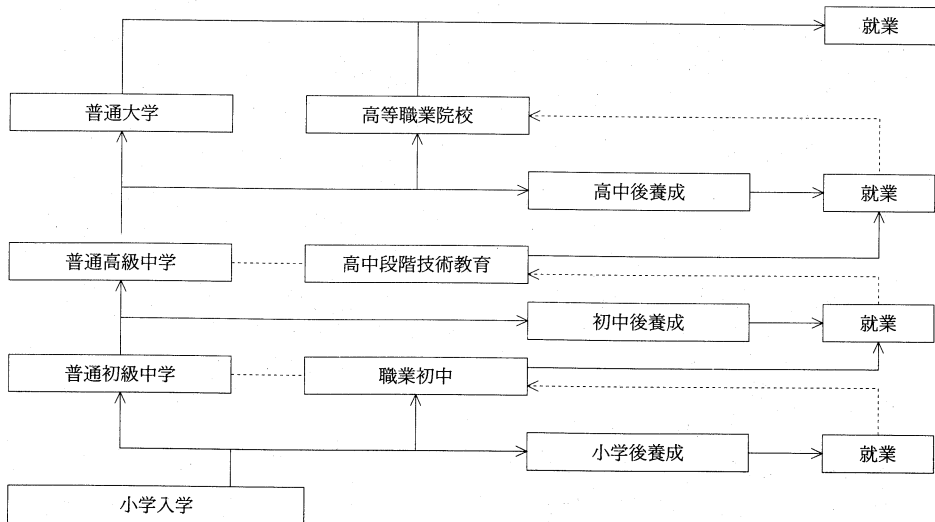 就業
普通大学
高等職業院校
高中後養成
就業
普通高級中学
高中段階技術教育
初中後養成
就業
普通初級中学
職業初中
小学後養成
就業
小学入学